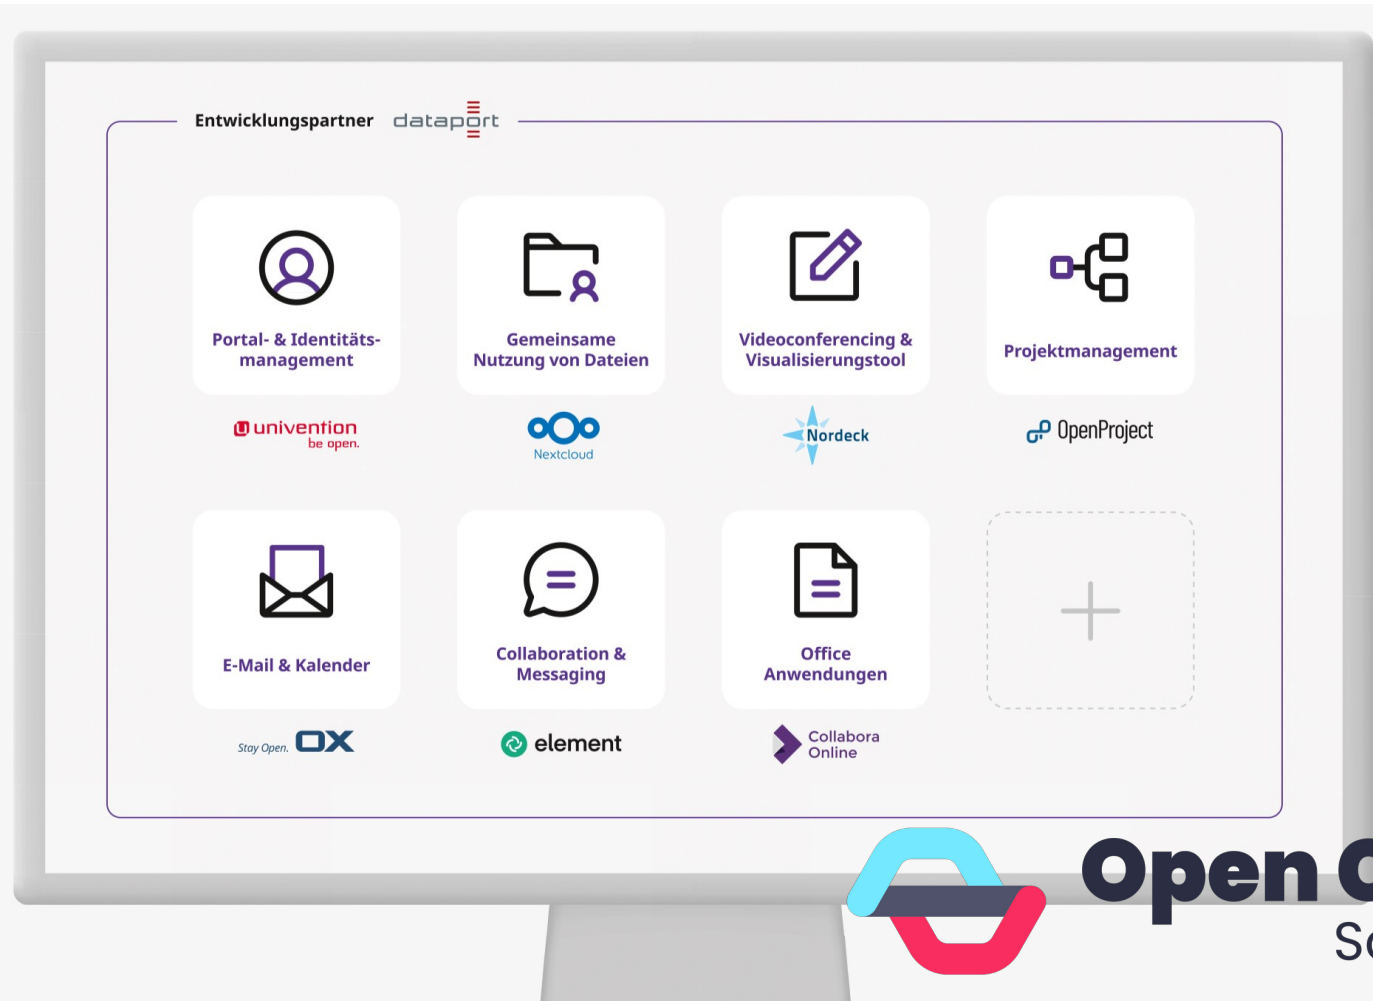 Entwicklungspartner dataport
Portal- & Identitäts-
management
Gemeinsame
Nutzung von Dateien
Videoconferencing &
Visualisierungstool
Projektmanagement
univention
be open.
Nextcloud
Nordeck
OpenProject
E-Mail & Kalender
Collaboration &
Messaging
Office
Anwendungen
Stay Open. OX
element
Collabora
Online
Open